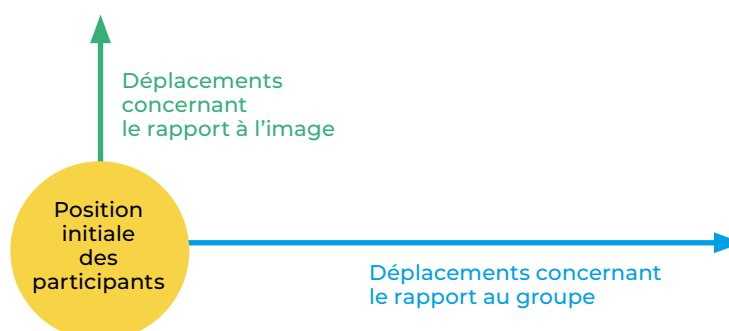 Déplacements
concernant
le rapport à l’image
Position
initiale
des
participants
Déplacements concernant
le rapport au groupe